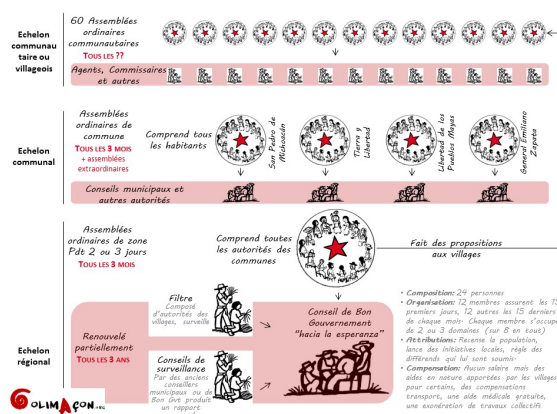 Echelon
communau
taire ou
villageois
60 Assemblées
ordinaires
communautaires
Tous les ??
Agents, Commissaires
et autres
Echelon
communal
Assemblées
ordinaires de
commune
Tous les 3 mois
+ assemblées
extraordinaires
Comprend tous
les habitants
San Pedro de
Michoacán
Tierra y
Libertad
Libertad de los
Pueblos Mayas
General Emiliano
Zapata
Conseils municipaux et
autres autorités
Assemblées
ordinaires de zone
Pdt 2 ou 3 jours
Tous les 3 mois
Comprend toutes
les autorités des
communes
Fait des propositions
aux villages
Echelon
régional
Renouvelé
partiellement
Tous les 3 ans
Filtre
Composé
d'autorités des
villages, surveille
Conseils de
surveillance
Par des anciens
conseillers
municipaux ou de
Bon Gvt produit
un rapport
Conseil de Bon
Gouvernement
"hacia la esperanza"
• Composition: 24 personnes
• Organisation: 12 membres assurent les 15
premiers jours, 12 autres les 15 derniers
de chaque mois. Chaque membre s'occupe
de 2 ou 3 domaines (sur 8 en tout)
• Attributions: Recense la population,
lance des initiatives locales, règle des
différends qui lui sont soumis.
• Compensation: Aucun salaire mais des
aides en nature apportées par les villages
pour certains, des compensations
transport, une aide médicale gratuite,
une exonération de travaux collectifs
COLIMAÇON.ORG